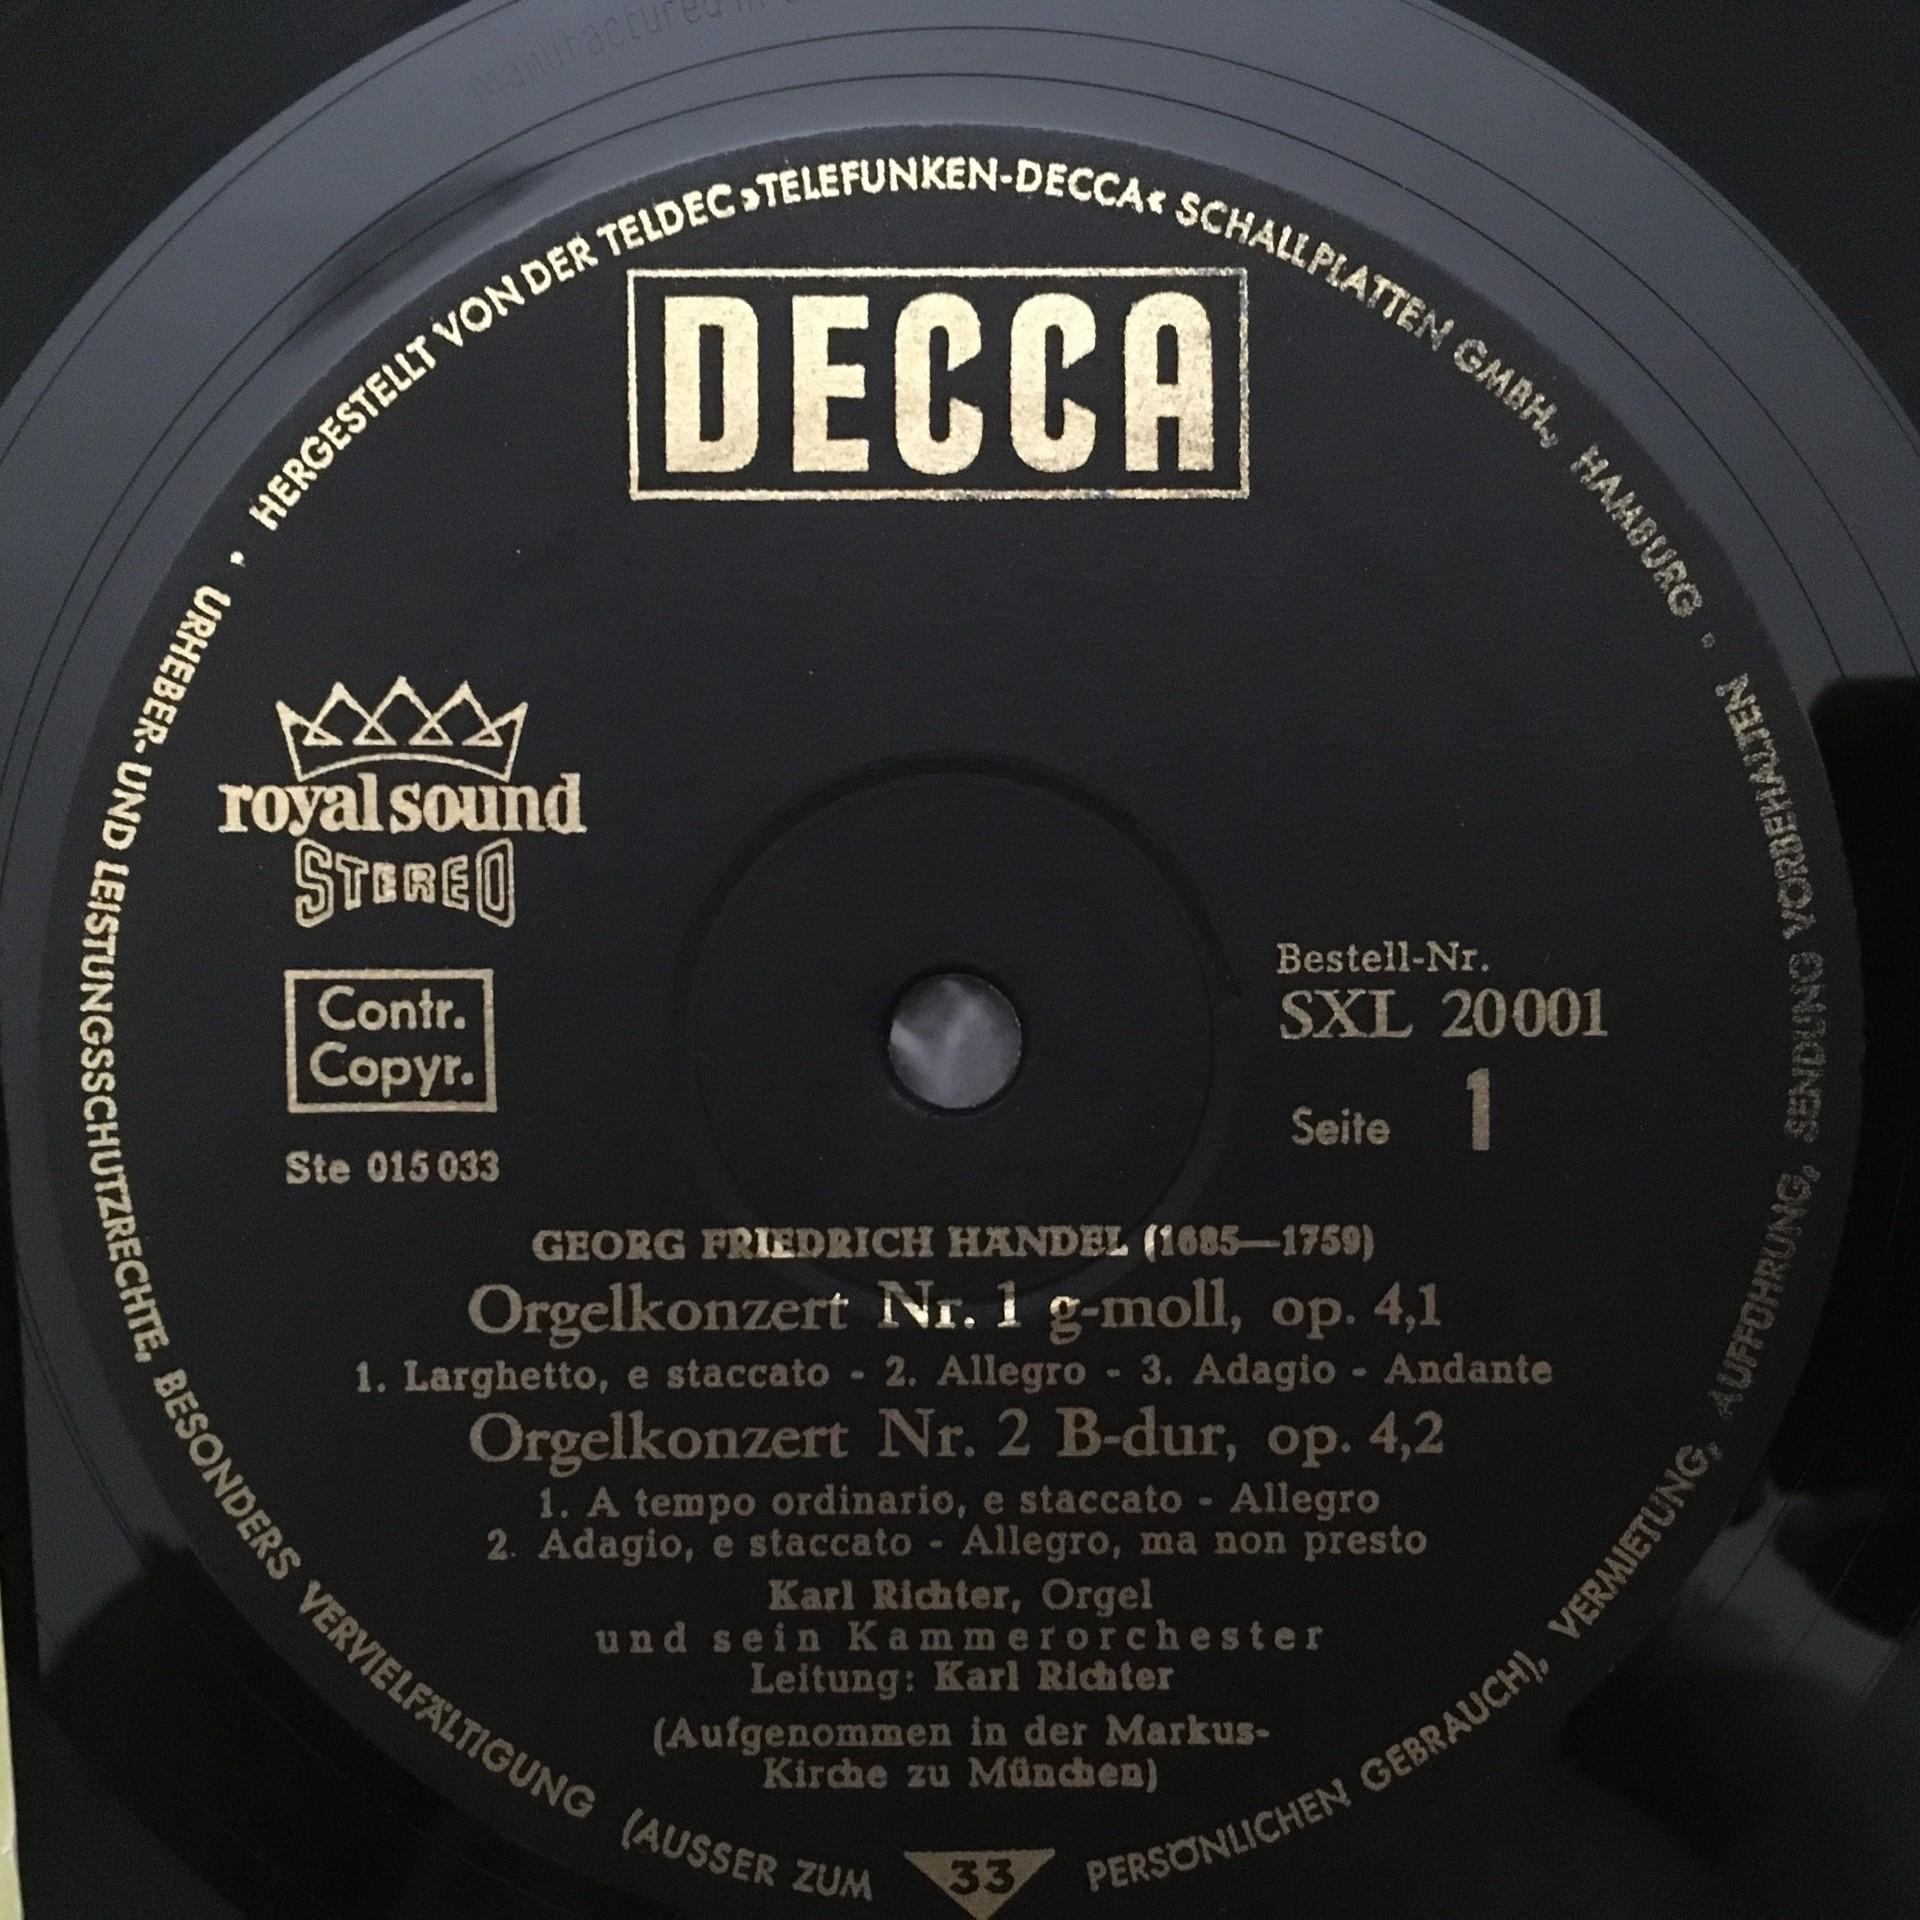 Manufactured in
HERGESTELLT VON DER TELDEC »TELEFUNKEN-DECCA« SCHALLPLATTEN GMBH., HAMBURG · URHEBER- UND LEISTUNGSSCHUTZRECHTE, BESONDERS VERVIELFÄLTIGUNG (AUSSER ZUM PERSÖNLICHEN GEBRAUCH), VERMIETUNG, AUFFÜHRUNG, SENDUNG VORBEHALTEN ·
DECCA
royal sound
STEREO
Contr.
Copyr.
Ste 015 033
Bestell-Nr.
SXL 20 001
Seite 1
GEORG FRIEDRICH HÄNDEL (1685—1759)
Orgelkonzert Nr. 1 g-moll, op. 4,1
1. Larghetto, e staccato - 2. Allegro - 3. Adagio - Andante
Orgelkonzert Nr. 2 B-dur, op. 4,2
1. A tempo ordinario, e staccato - Allegro
2. Adagio, e staccato - Allegro, ma non presto
Karl Richter, Orgel
und sein Kammerorchester
Leitung: Karl Richter
(Aufgenommen in der Markus-
Kirche zu München)
33